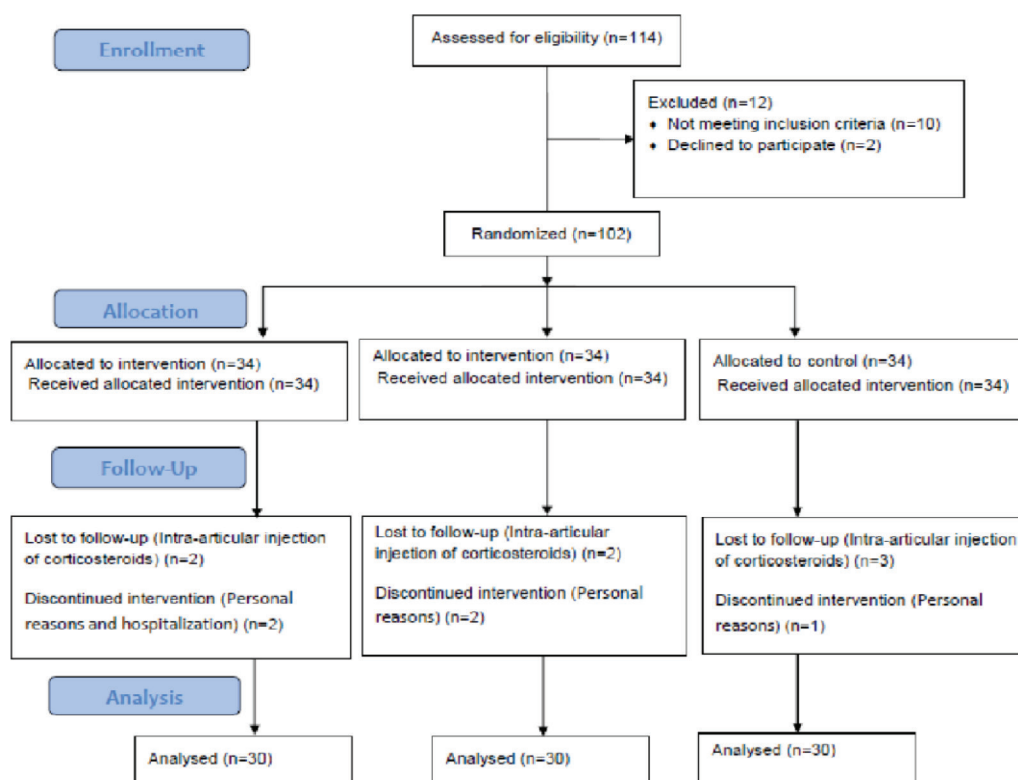 Enrollment
Assessed for eligibility (n=114)
Excluded (n=12)
♦ Not meeting inclusion criteria (n=10)
♦ Declined to participate (n=2)
Randomized (n=102)
Allocation
Allocated to intervention (n=34)
Received allocated intervention (n=34)
Allocated to intervention (n=34)
Received allocated intervention (n=34)
Allocated to control (n=34)
Received allocated intervention (n=34)
Follow-Up
Lost to follow-up (Intra-articular injection
of corticosteroids) (n=2)
Discontinued intervention (Personal
reasons and hospitalization) (n=2)
Lost to follow-up (Intra-articular
injection of corticosteroids) (n=2)
Discontinued intervention (Personal
reasons) (n=2)
Lost to follow-up (Intra-articular injection
of corticosteroids) (n=3)
Discontinued intervention (Personal
reasons) (n=1)
Analysis
Analysed (n=30)
Analysed (n=30)
Analysed (n=30)